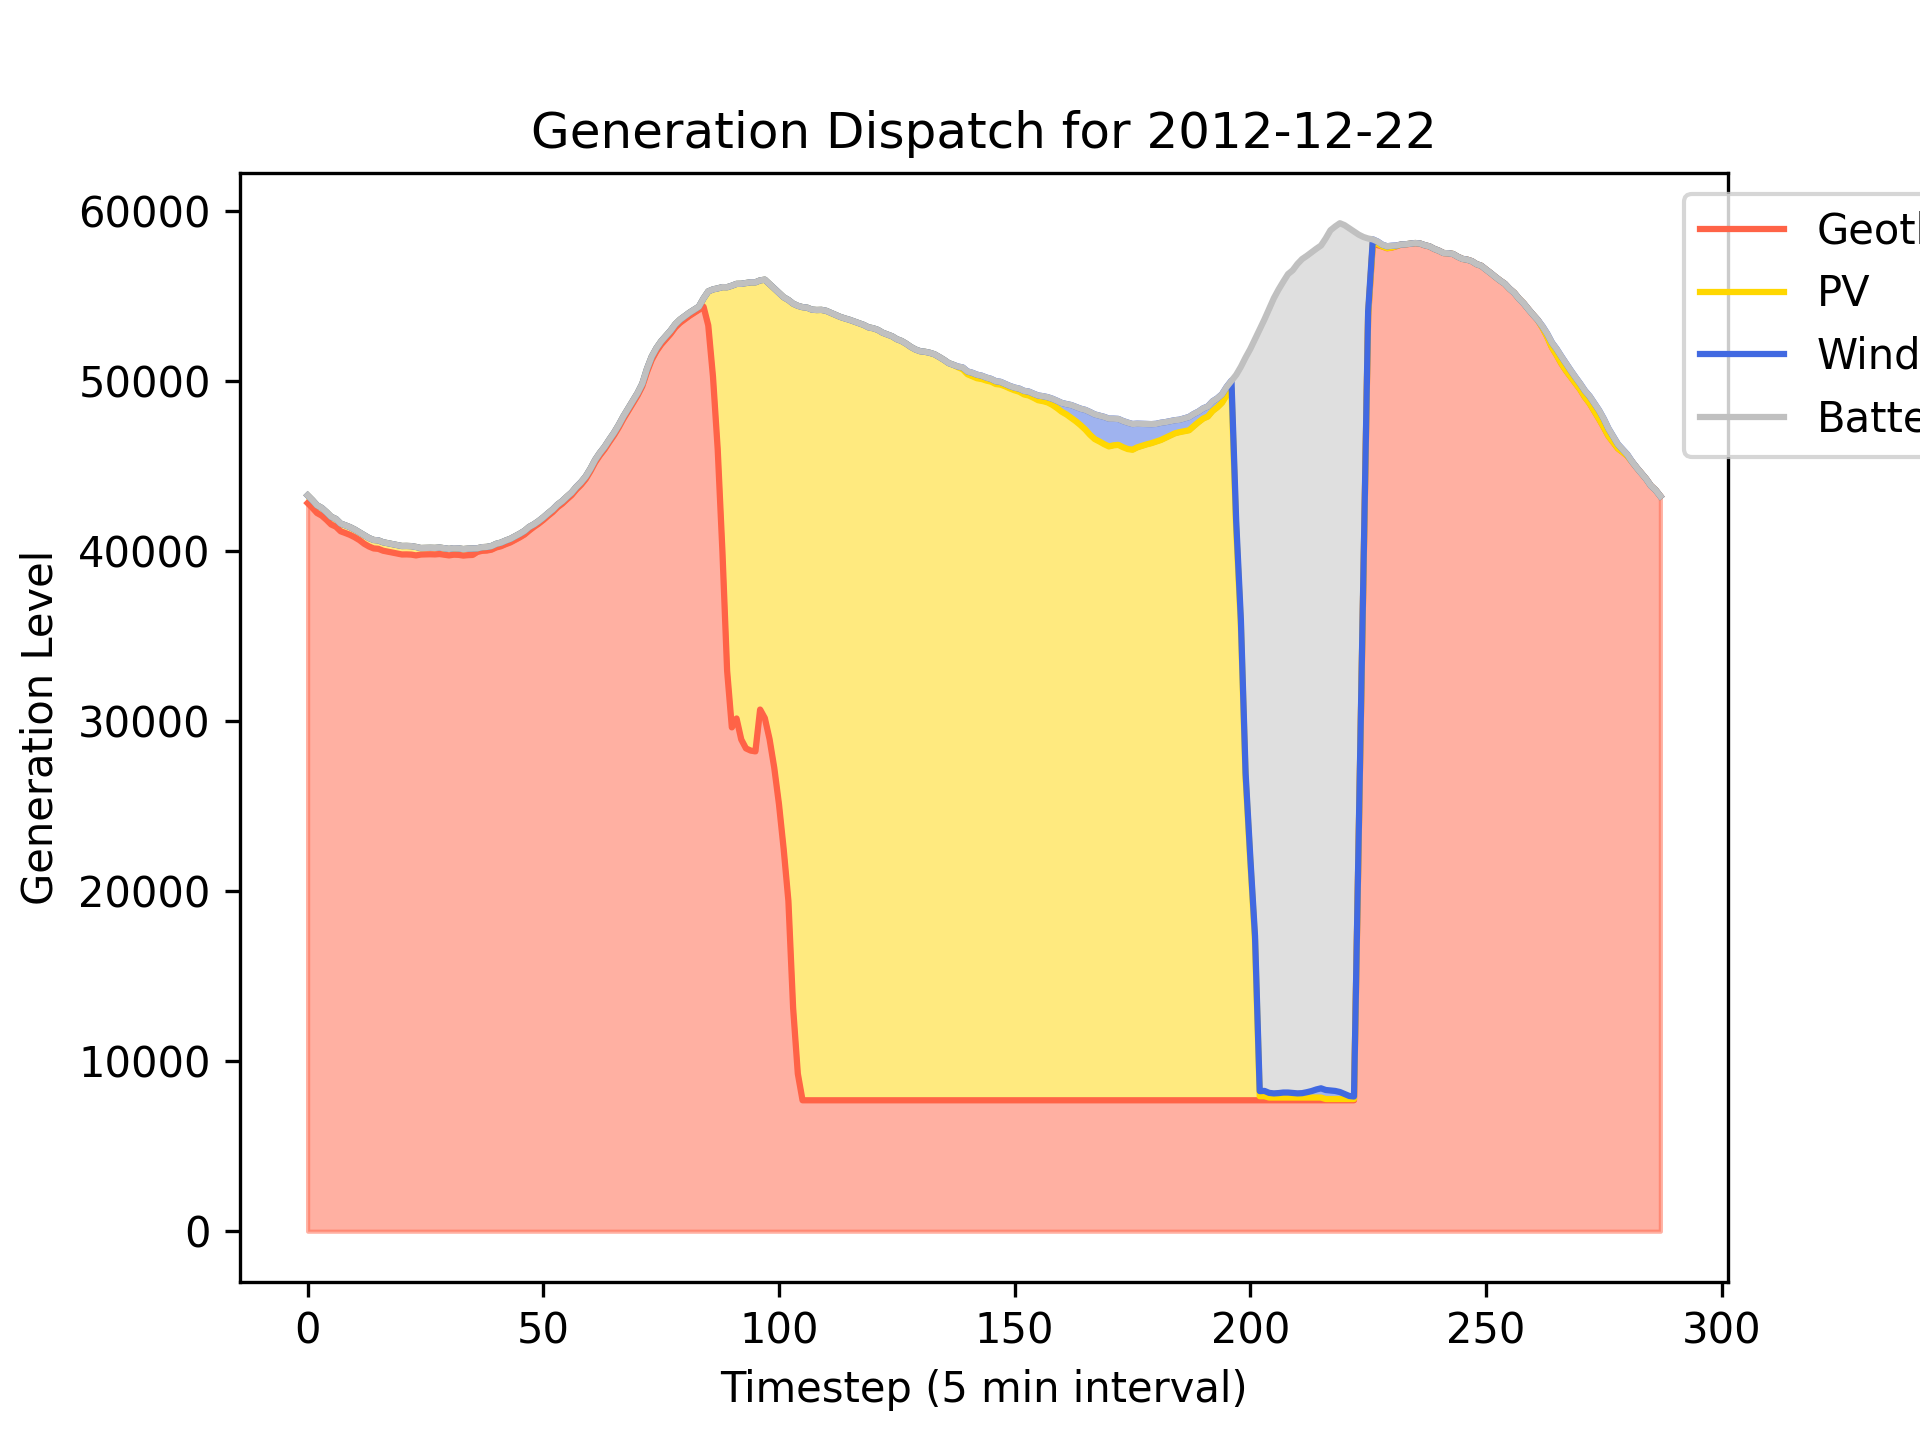 Generation Dispatch for 2012-12-22
60000
50000
40000
30000
20000
10000
0
Generation Level
0 50 100 150 200 250 300
Timestep (5 min interval)
PV
Wind